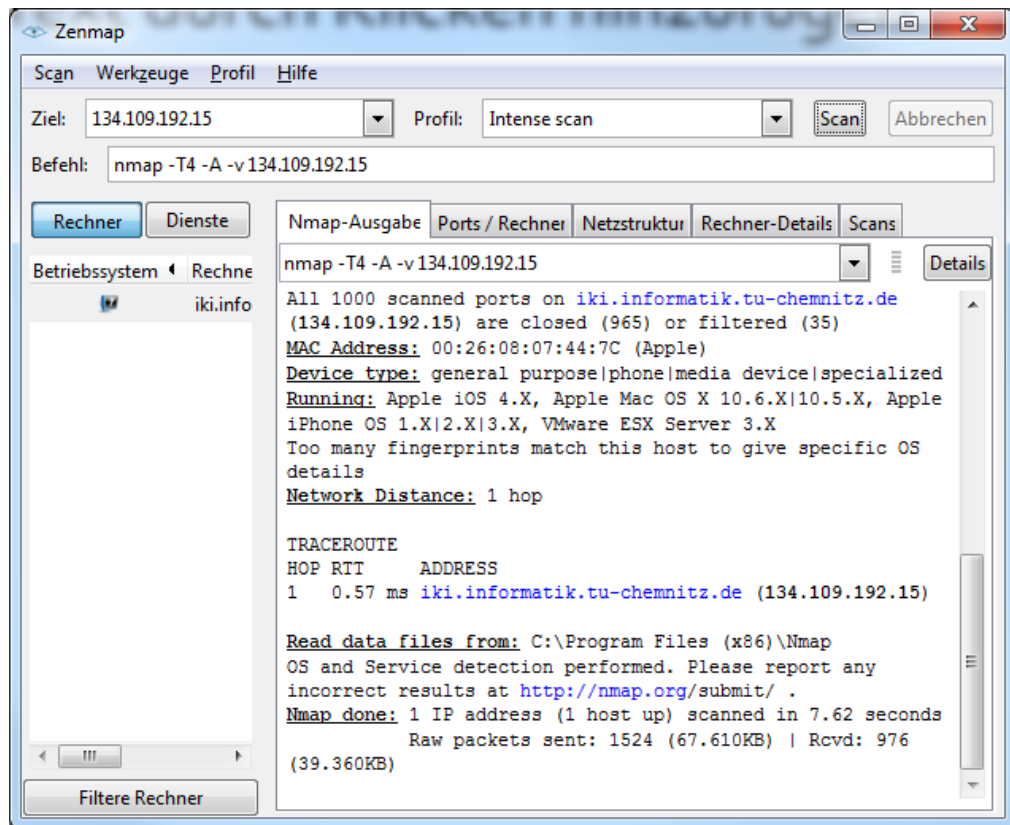 durch Klicken hinzufüg
Zenmap
Scan Werkzeuge Profil Hilfe
Ziel: 134.109.192.15 Profil: Intense scan Scan Abbrechen
Befehl: nmap -T4 -A -v 134.109.192.15
Rechner Dienste Nmap-Ausgabe Ports / Rechner Netzstruktur Rechner-Details Scans
nmap -T4 -A -v 134.109.192.15 Details
Betriebssystem Rechne
iki.info
All 1000 scanned ports on iki.informatik.tu-chemnitz.de
(134.109.192.15) are closed (965) or filtered (35)
MAC Address: 00:26:08:07:44:7C (Apple)
Device type: general purpose|phone|media device|specialized
Running: Apple iOS 4.X, Apple Mac OS X 10.6.X|10.5.X, Apple
iPhone OS 1.X|2.X|3.X, VMware ESX Server 3.X
Too many fingerprints match this host to give specific OS
details
Network Distance: 1 hop
TRACEROUTE
HOP RTT ADDRESS
1 0.57 ms iki.informatik.tu-chemnitz.de (134.109.192.15)
Read data files from: C:\Program Files (x86)\Nmap
OS and Service detection performed. Please report any
incorrect results at http://nmap.org/submit/ .
Nmap done: 1 IP address (1 host up) scanned in 7.62 seconds
Raw packets sent: 1524 (67.610KB) | Rcvd: 976
(39.360KB)
Filtere Rechner